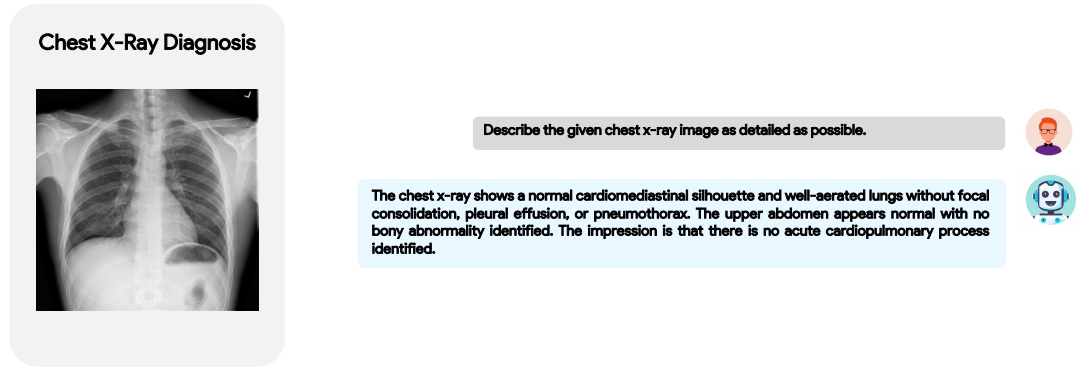 Chest X-Ray Diagnosis
Describe the given chest x-ray image as detailed as possible.
The chest x-ray shows a normal cardiomediastinal silhouette and well-aerated lungs without focal
consolidation, pleural effusion, or pneumothorax. The upper abdomen appears normal with no
bony abnormality identified. The impression is that there is no acute cardiopulmonary process
identified.